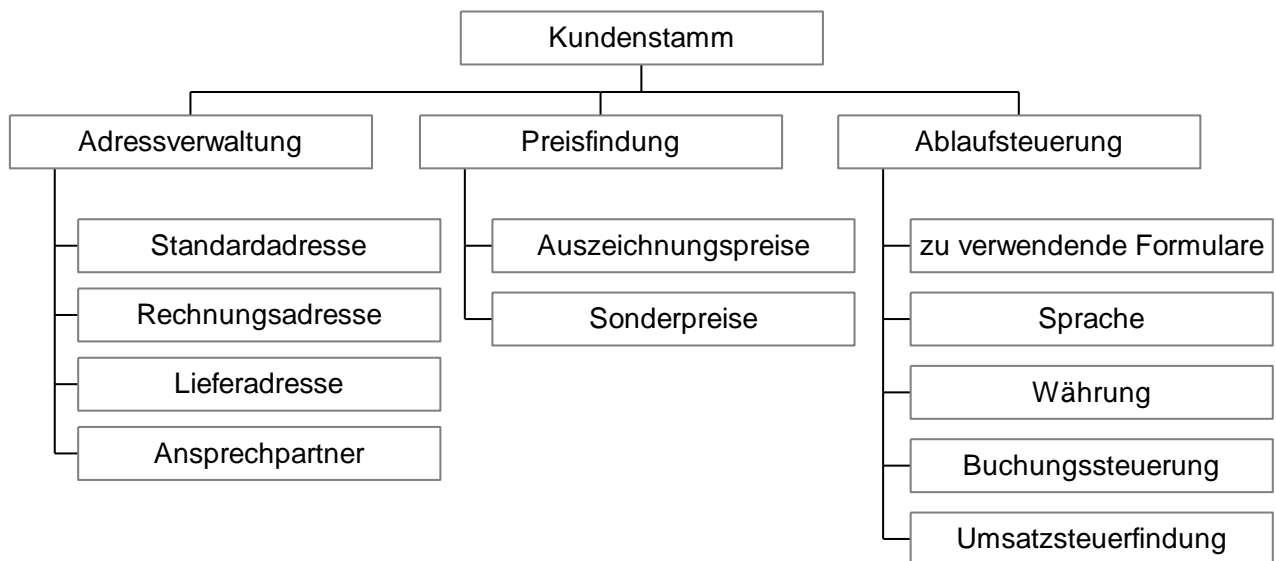 Kundenstamm
Adressverwaltung
Preisfindung
Ablaufsteuerung
Standardadresse
Rechnungsadresse
Lieferadresse
Ansprechpartner
Auszeichnungspreise
Sonderpreise
zu verwendende Formulare
Sprache
Währung
Buchungssteuerung
Umsatzsteuerfindung